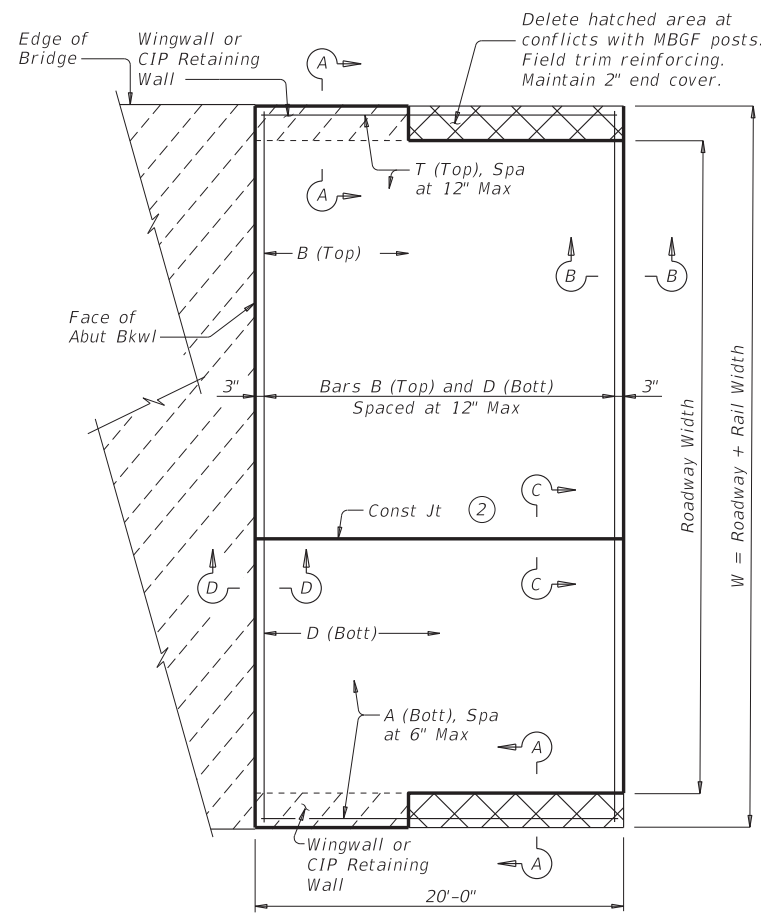 Delete hatched area at
conflicts with MBGF posts.
Field trim reinforcing.
Maintain 2" end cover.
Edge of
Bridge
Wingwall or
CIP Retaining
Wall
A
T (Top), Spa
at 12" Max
A
B (Top)
B
B
Face of
Abut Bkwl
3"
Bars B (Top) and D (Bott)
3"
Spaced at 12" Max
Roadway Width
W = Roadway + Rail Width
C
Const Jt
2
D
D
C
D (Bott)
A (Bott), Spa
at 6" Max
A
Wingwall or
CIP Retaining
Wall
A
20'-0"